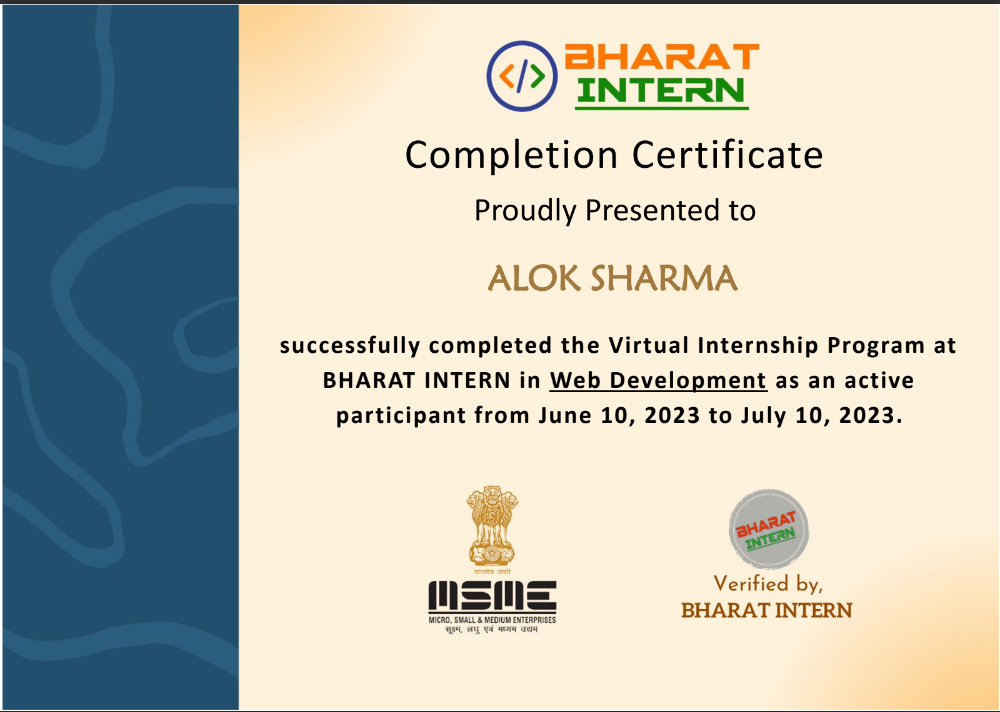 </>
BHARAT
INTERN
Completion Certificate
Proudly Presented to
ALOK SHARMA
successfully completed the Virtual Internship Program at
BHARAT INTERN in Web Development as an active
participant from June 10, 2023 to July 10, 2023.
सत्यमेव जयते
MSME
MICRO, SMALL & MEDIUM ENTERPRISES
सूक्ष्म, लघु एवं मध्यम उद्यम
BHARAT
INTERN
Verified by,
BHARAT INTERN